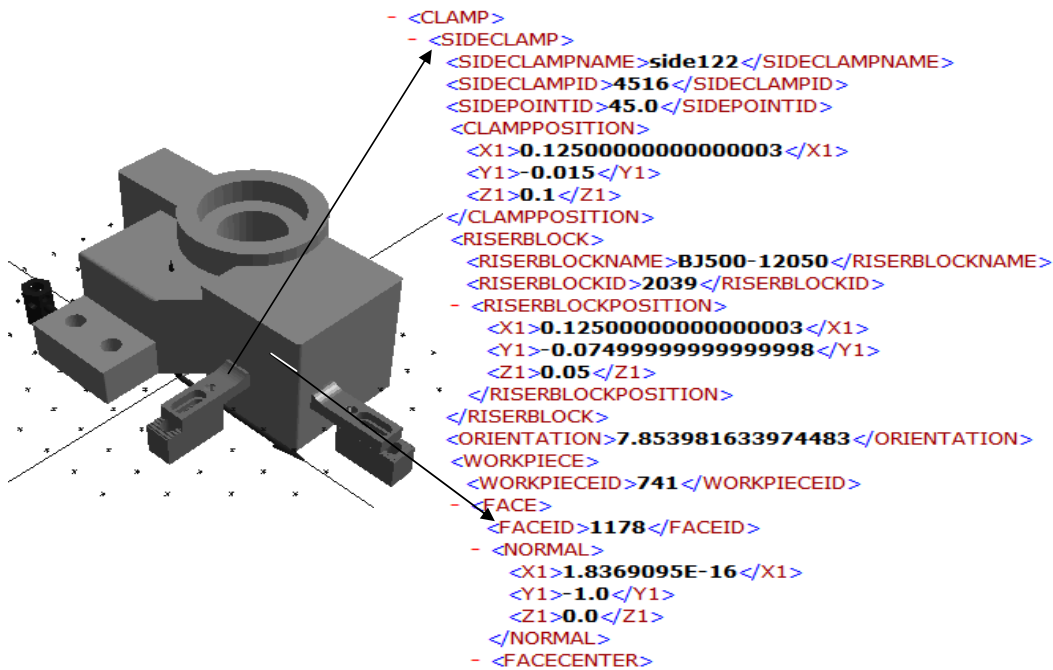 - <CLAMP>
- <SIDECLAMP>
<SIDECLAMPNAME>side122</SIDECLAMPNAME>
<SIDECLAMPID>4516</SIDECLAMPID>
<SIDEPOINTID>45.0</SIDEPOINTID>
<CLAMPPOSITION>
<X1>0.12500000000000003</X1>
<Y1>-0.015</Y1>
<Z1>0.1</Z1>
</CLAMPPOSITION>
<RISERBLOCK>
<RISERBLOCKNAME>BJ500-12050</RISERBLOCKNAME>
<RISERBLOCKID>2039</RISERBLOCKID>
- <RISERBLOCKPOSITION>
<X1>0.12500000000000003</X1>
<Y1>-0.07499999999999998</Y1>
<Z1>0.05</Z1>
</RISERBLOCKPOSITION>
</RISERBLOCK>
<ORIENTATION>7.853981633974483</ORIENTATION>
<WORKPIECE>
<WORKPIECEID>741</WORKPIECEID>
- <FACE>
<FACEID>1178</FACEID>
- <NORMAL>
<X1>1.8369095E-16</X1>
<Y1>-1.0</Y1>
<Z1>0.0</Z1>
</NORMAL>
- <FACECENTER>